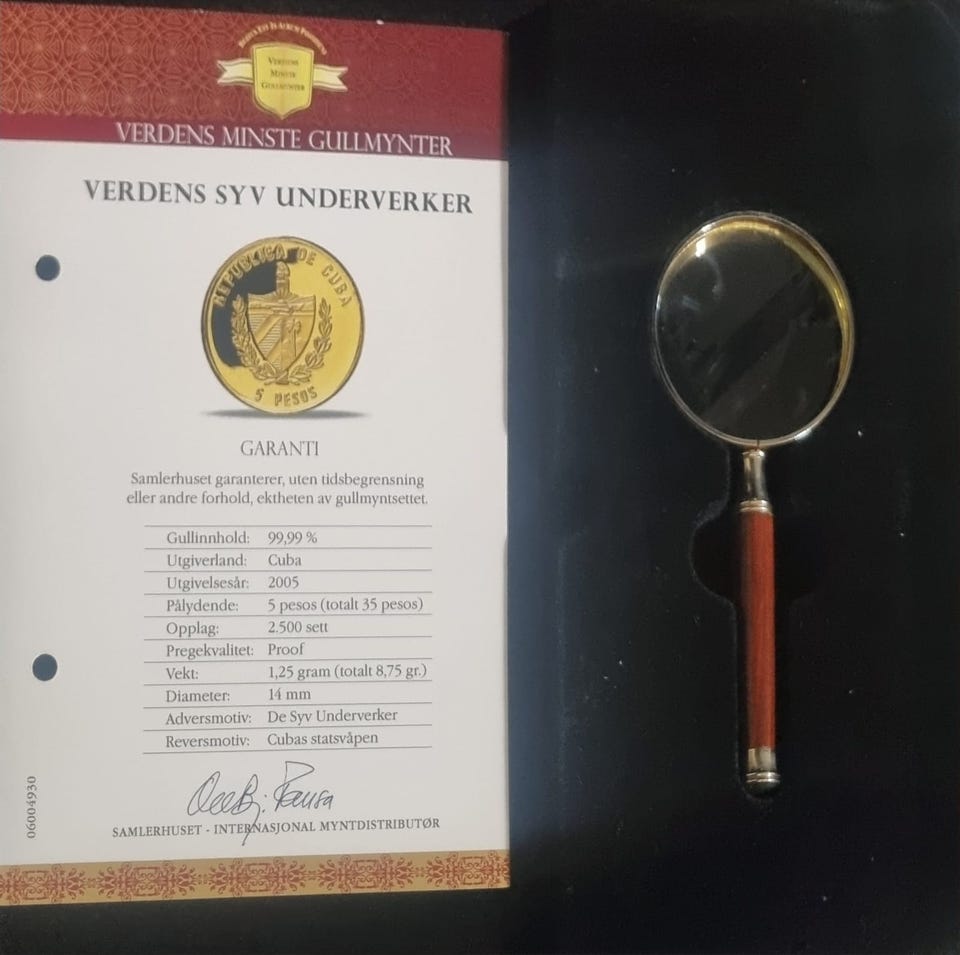 VERDENS
MINSTE
GULLMYNTER
VERDENS MINSTE GULLMYNTER
VERDENS SYV UNDERVERKER
REPUBLICA DE CUBA
5 PESOS
GARANTI
Samlerhuset garanterer, uten tidsbegrensning
eller andre forhold, ektheten av gullmyntsettet.
Gullinnhold: 99,99 %
Utgiverland: Cuba
Utgivelsesår: 2005
Pålydende: 5 pesos (totalt 35 pesos)
Opplag: 2.500 sett
Pregekvalitet: Proof
Vekt: 1,25 gram (totalt 8,75 gr.)
Diameter: 14 mm
Adversmotiv: De Syv Underverker
Reversmotiv: Cubas statsvåpen
SAMLERHUSET - INTERNASJONAL MYNTDISTRIBUTØR
06004930